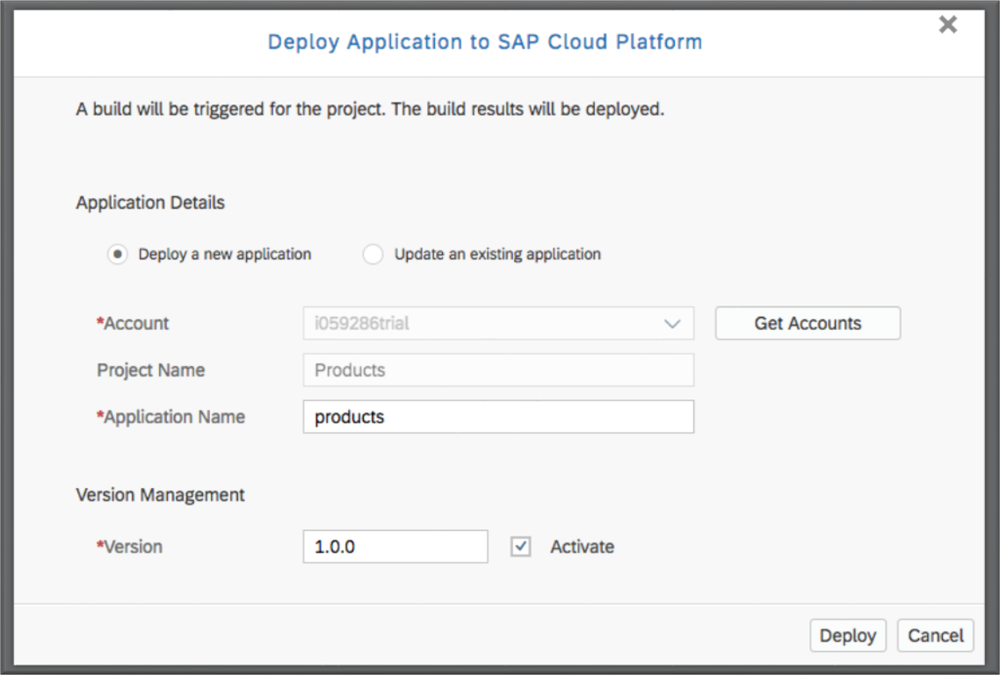 Deploy Application to SAP Cloud Platform
A build will be triggered for the project. The build results will be deployed.
Application Details
Deploy a new application Update an existing application
*Account i059286trial Get Accounts
Project Name Products
*Application Name products
Version Management
*Version 1.0.0 Activate
Deploy Cancel